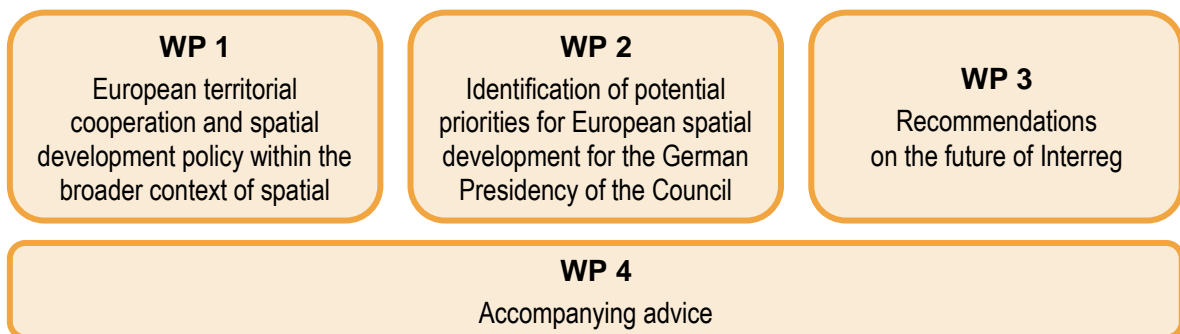 WP 1
European territorial
cooperation and spatial
development policy within the
broader context of spatial
WP 2
Identification of potential
priorities for European spatial
development for the German
Presidency of the Council
WP 3
Recommendations
on the future of Interreg
WP 4
Accompanying advice